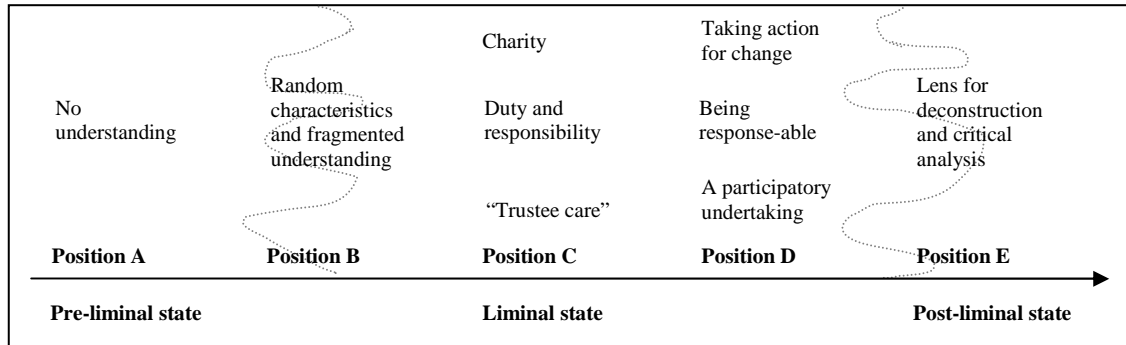 Charity
Taking action
for change
No
understanding
Random
characteristics
and fragmented
understanding
Duty and
responsibility
Being
response-able
Lens for
deconstruction
and critical
analysis
“Trustee care”
A participatory
undertaking
Position A
Position B
Position C
Position D
Position E
Pre-liminal state
Liminal state
Post-liminal state